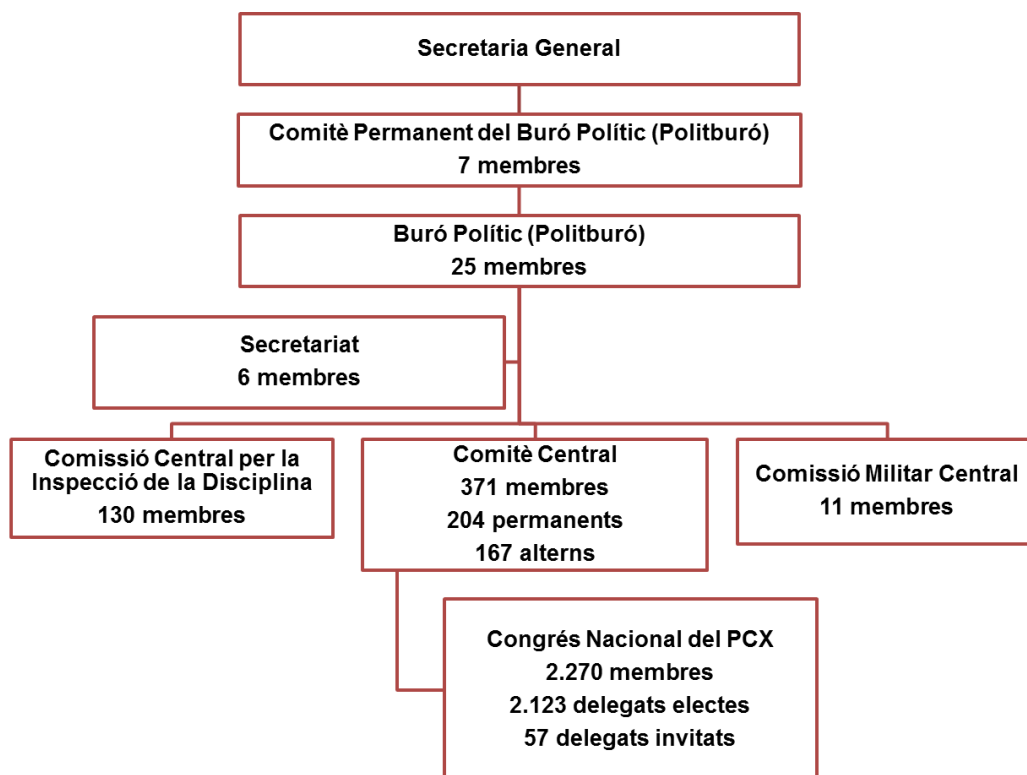 Secretaria General
Comitè Permanent del Buró Polític (Politburó)
7 membres
Buró Polític (Politburó)
25 membres
Secretariat
6 membres
Comissió Central per la
Inspecció de la Disciplina
130 membres
Comitè Central
371 membres
204 permanents
167 alterns
Comissió Militar Central
11 membres
Congrés Nacional del PCX
2.270 membres
2.123 delegats electes
57 delegats invitats